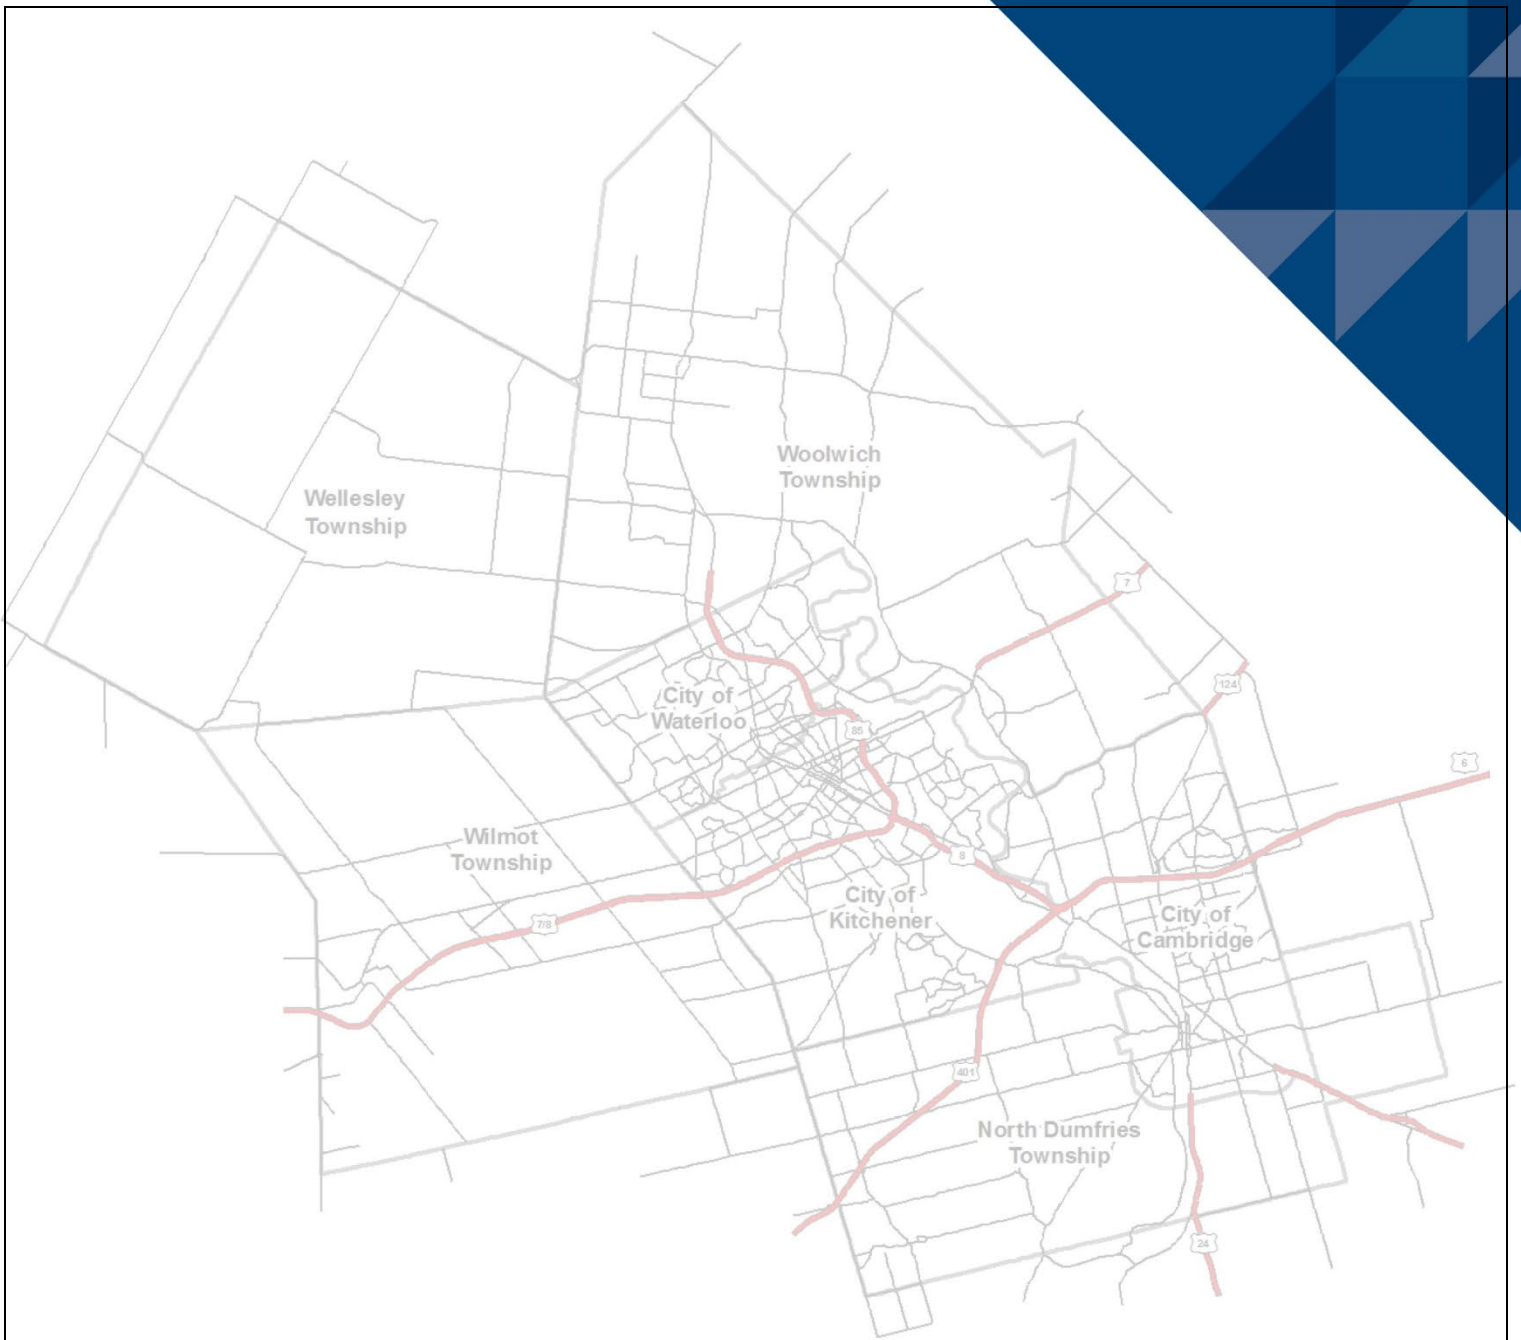 Woolwich
Township
Wellesley
Township
7
124
City of
Waterloo
85
6
Wilmot
Township
8
City of
Kitchener
7/8
City of
Cambridge
401
North Dumfries
Township
24